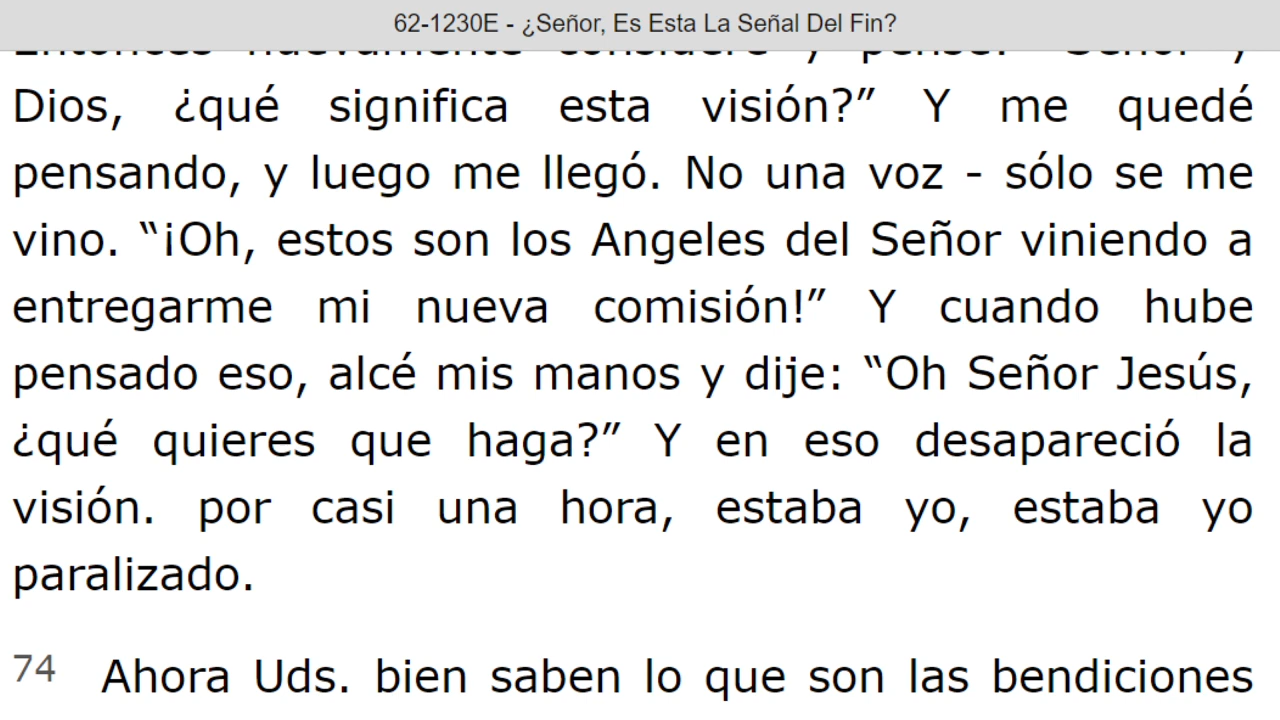 62-1230E - ¿Señor, Es Esta La Señal Del Fin?
Dios, ¿qué significa esta visión?” Y me quedé
pensando, y luego me llegó. No una voz - sólo se me
vino. “¡Oh, estos son los Angeles del Señor viniendo a
entregarme mi nueva comisión!” Y cuando hube
pensado eso, alcé mis manos y dije: “Oh Señor Jesús,
¿qué quieres que haga?” Y en eso desapareció la
visión. por casi una hora, estaba yo, estaba yo
paralizado.
74 Ahora Uds. bien saben lo que son las bendiciones